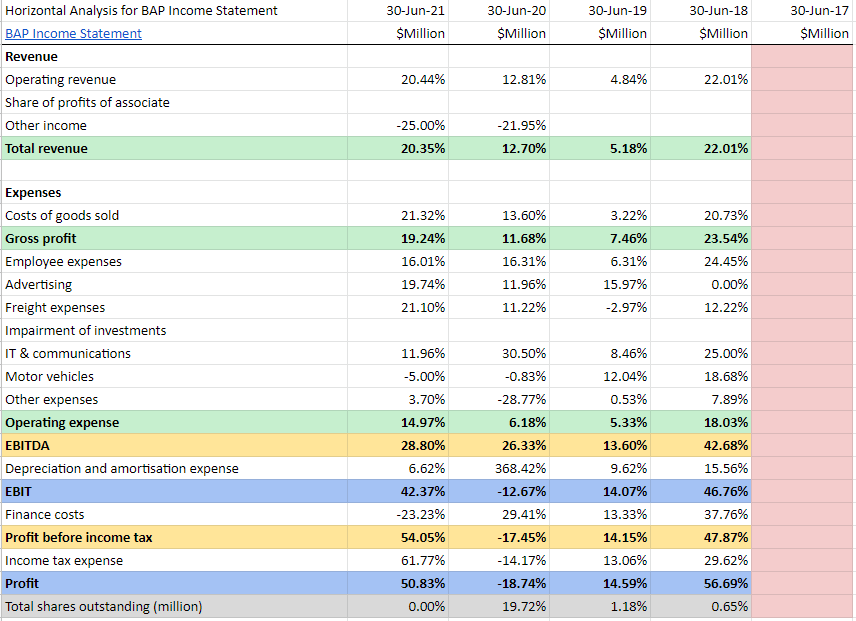 Horizontal Analysis for BAP Income Statement 30-Jun-21 30-Jun-20 30-Jun-19 30-Jun-18 30-Jun-17
BAP Income Statement $Million $Million $Million $Million $Million
Revenue
Operating revenue 20.44% 12.81% 4.84% 22.01%
Share of profits of associate
Other income -25.00% -21.95%
Total revenue 20.35% 12.70% 5.18% 22.01%
Expenses
Costs of goods sold 21.32% 13.60% 3.22% 20.73%
Gross profit 19.24% 11.68% 7.46% 23.54%
Employee expenses 16.01% 16.31% 6.31% 24.45%
Advertising 19.74% 11.96% 15.97% 0.00%
Freight expenses 21.10% 11.22% -2.97% 12.22%
Impairment of investments
IT & communications 11.96% 30.50% 8.46% 25.00%
Motor vehicles -5.00% -0.83% 12.04% 18.68%
Other expenses 3.70% -28.77% 0.53% 7.89%
Operating expense 14.97% 6.18% 5.33% 18.03%
EBITDA 28.80% 26.33% 13.60% 42.68%
Depreciation and amortisation expense 6.62% 368.42% 9.62% 15.56%
EBIT 42.37% -12.67% 14.07% 46.76%
Finance costs -23.23% 29.41% 13.33% 37.76%
Profit before income tax 54.05% -17.45% 14.15% 47.87%
Income tax expense 61.77% -14.17% 13.06% 29.62%
Profit 50.83% -18.74% 14.59% 56.69%
Total shares outstanding (million) 0.00% 19.72% 1.18% 0.65%